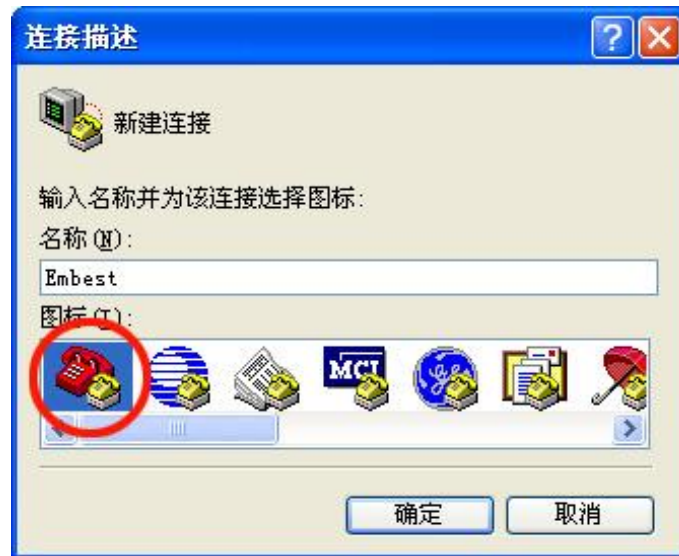 连接描述
新建连接
输入名称并为该连接选择图标:
名称(N):
Embest
图标(I):
MCI
确定
取消